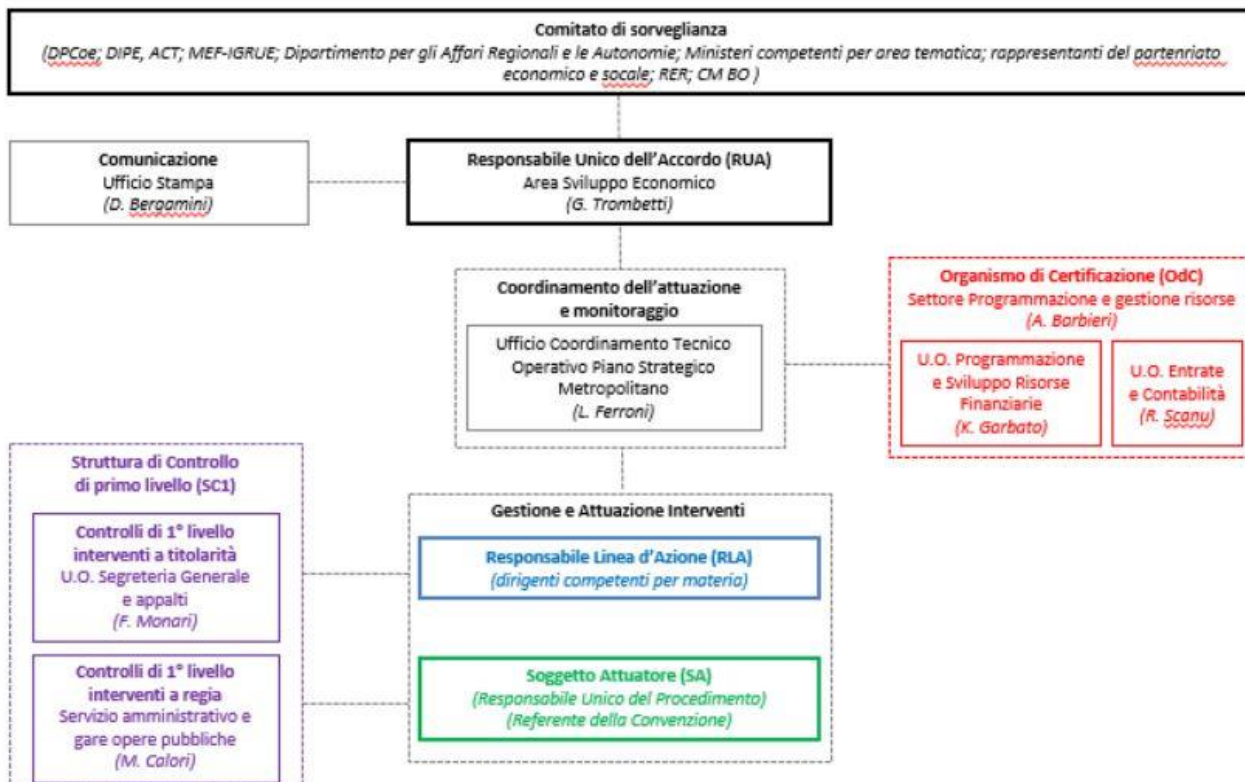 Comitato di sorveglianza
(DPCoe; DIPE, ACT; MEF-IGRUE; Dipartimento per gli Affari Regionali e le Autonomie; Ministeri competenti per area tematica; rappresentanti del partenriato
economico e socale; RER; CM BO )
Comunicazione
Ufficio Stampa
(D. Bergamini)
Responsabile Unico dell'Accordo (RUA)
Area Sviluppo Economico
(G. Trombetti)
Coordinamento dell'attuazione
e monitoraggio
Ufficio Coordinamento Tecnico
Operativo Piano Strategico
Metropolitano
(L. Ferroni)
Organismo di Certificazione (OdC)
Settore Programmazione e gestione risorse
(A. Barbieri)
U.O. Programmazione
e Sviluppo Risorse
Finanziarie
(K. Garbato)
U.O. Entrate
e Contabilità
(R. Scanu)
Struttura di Controllo
di primo livello (SC1)
Controlli di 1° livello
interventi a titolarità
U.O. Segreteria Generale
e appalti
(F. Monari)
Controlli di 1° livello
interventi a regia
Servizio amministrativo e
gare opere pubbliche
(M. Calori)
Gestione e Attuazione Interventi
Responsabile Linea d'Azione (RLA)
(dirigenti competenti per materia)
Soggetto Attuatore (SA)
(Responsabile Unico del Procedimento)
(Referente della Convenzione)